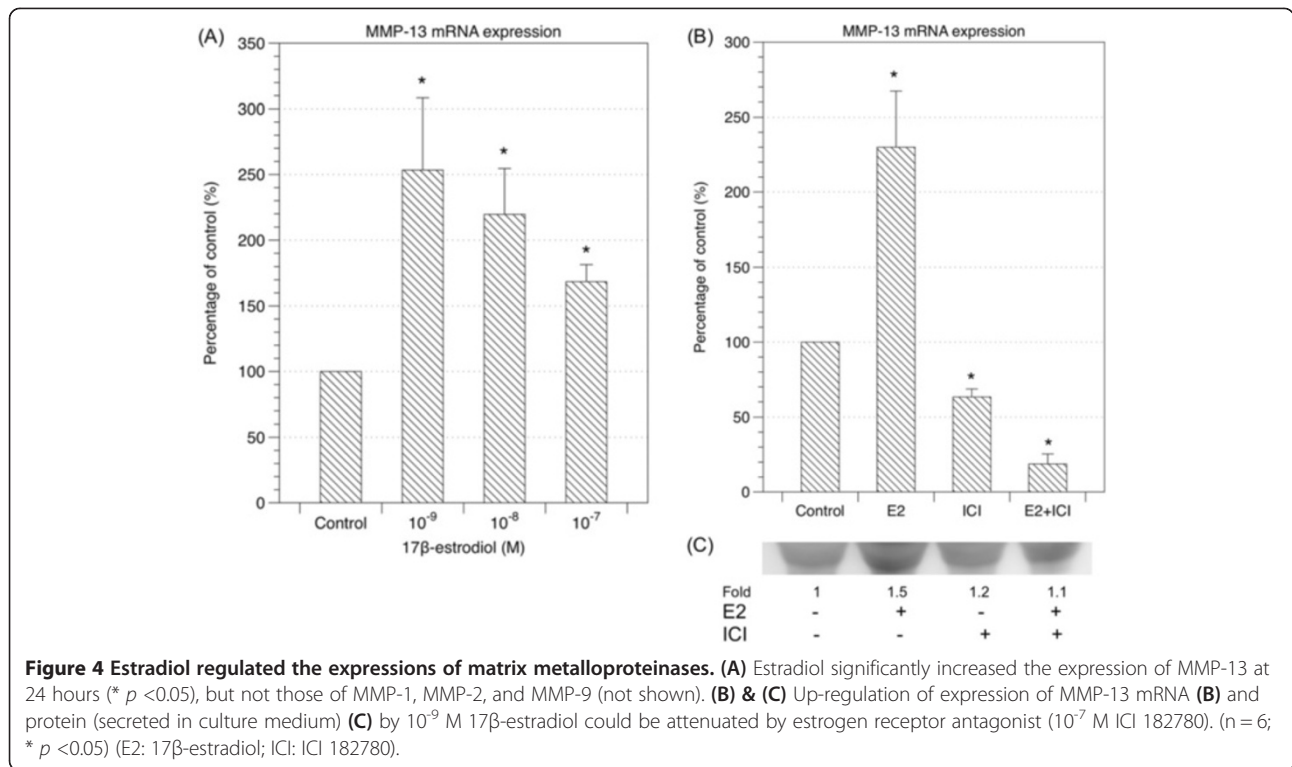 (A)
MMP-13 mRNA expression
350
300
250
200
150
100
50
0
Percentage of control (%)
*
*
*
Control 10-9 10-8 10-7
17β-estrodiol (M)
(B)
MMP-13 mRNA expression
300
250
200
150
100
50
0
Percentage of control (%)
*
*
*
Control E2 ICI E2+ICI
(C)
Fold 1 1.5 1.2 1.1
E2 - + - +
ICI - - + +
Figure 4 Estradiol regulated the expressions of matrix metalloproteinases. (A) Estradiol significantly increased the expression of MMP-13 at
24 hours (* p <0.05), but not those of MMP-1, MMP-2, and MMP-9 (not shown). (B) & (C) Up-regulation of expression of MMP-13 mRNA (B) and
protein (secreted in culture medium) (C) by 10-9 M 17β-estradiol could be attenuated by estrogen receptor antagonist (10-7 M ICI 182780). (n = 6;
* p <0.05) (E2: 17β-estradiol; ICI: ICI 182780).